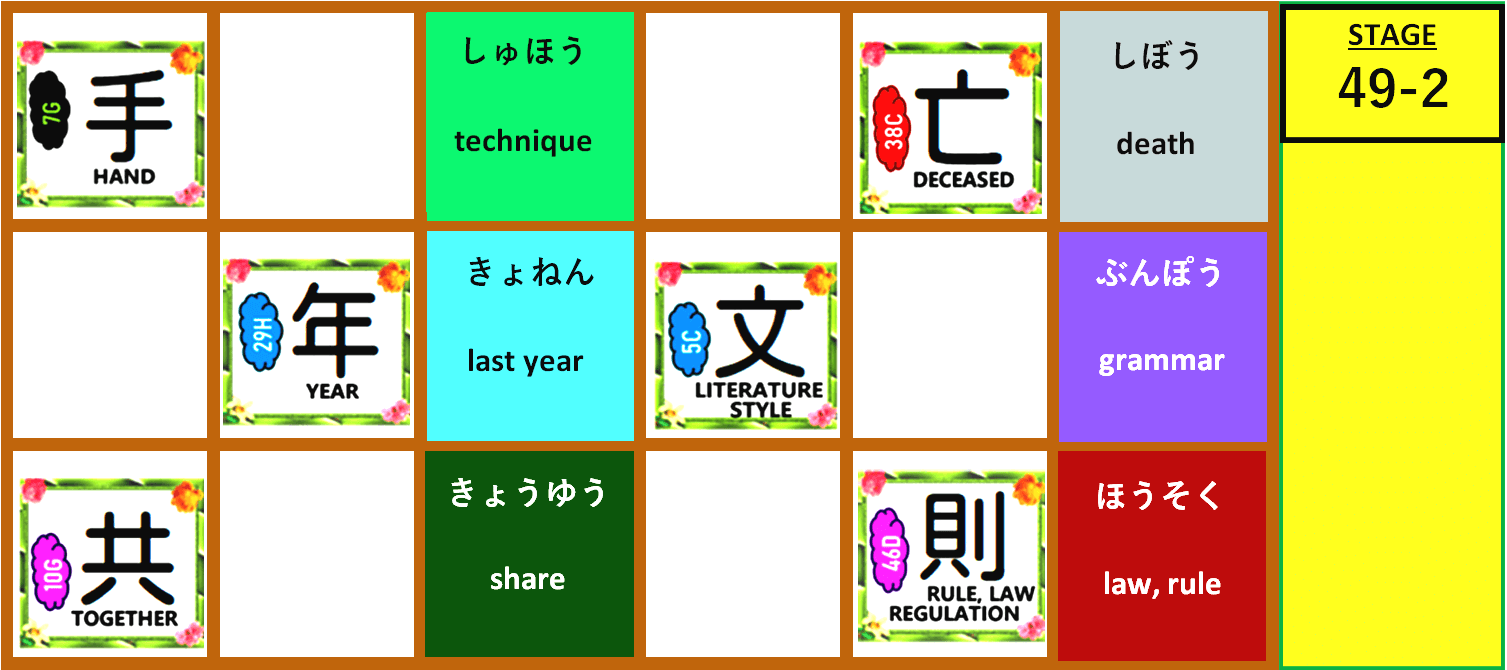 7G
手
HAND
しゅほう
technique
38C
亡
DECEASED
しぼう
death
STAGE
49-2
29H
年
YEAR
きょねん
last year
5C
文
LITERATURE
STYLE
ぶんぽう
grammar
10G
共
TOGETHER
きょうゆう
share
46D
則
RULE, LAW
REGULATION
ほうそく
law, rule